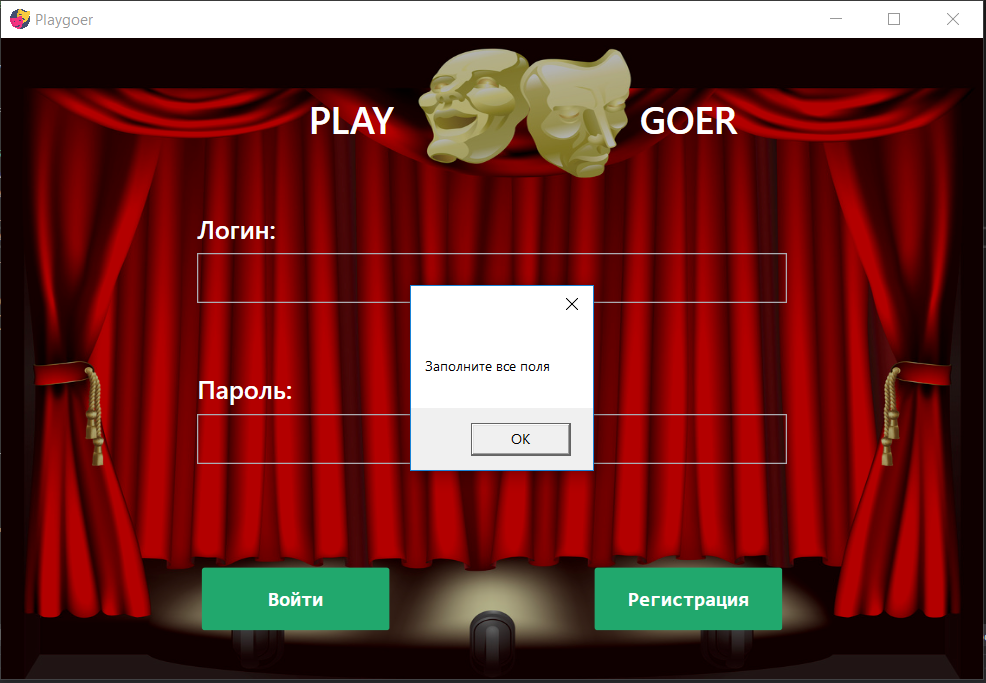 Playgoer
PLAY GOER
Логин:
Заполните все поля
Пароль:
OK
Войти
Регистрация